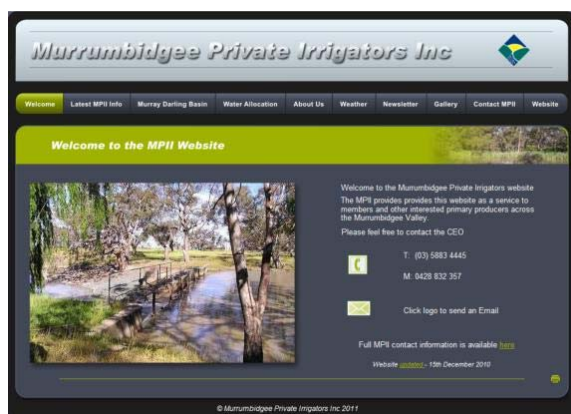 Murrumbidgee Private Irrigators Inc
Welcome Latest MPII Info Murray Darling Basin Water Allocation About Us Weather Newsletter Gallery Contact MPII Website
Welcome to the MPII Website
Welcome to the Murrumbidgee Private Irrigators website
The MPII provides provides this website as a service to
members and other interested primary producers across
the Murrumbidgee Valley.
Please feel free to contact the CEO
T: (03) 5883 4445
M: 0428 832 357
Click logo to send an Email
Full MPII contact information is available here
Website updated - 15th December 2010
© Murrumbidgee Private Irrigators Inc 2011